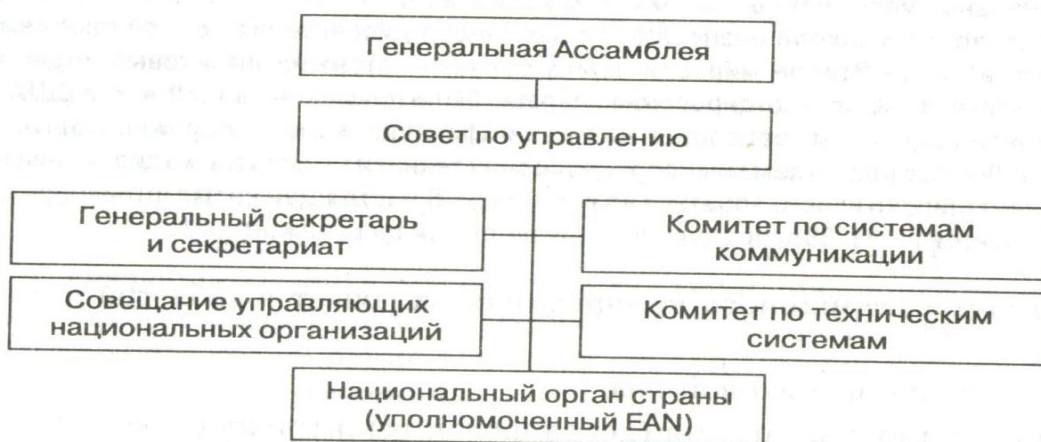 Генеральная Ассамблея
Совет по управлению
Генеральный секретарь
и секретариат
Комитет по системам
коммуникации
Совещание управляющих
национальных организаций
Комитет по техническим
системам
Национальный орган страны
(уполномоченный EAN)